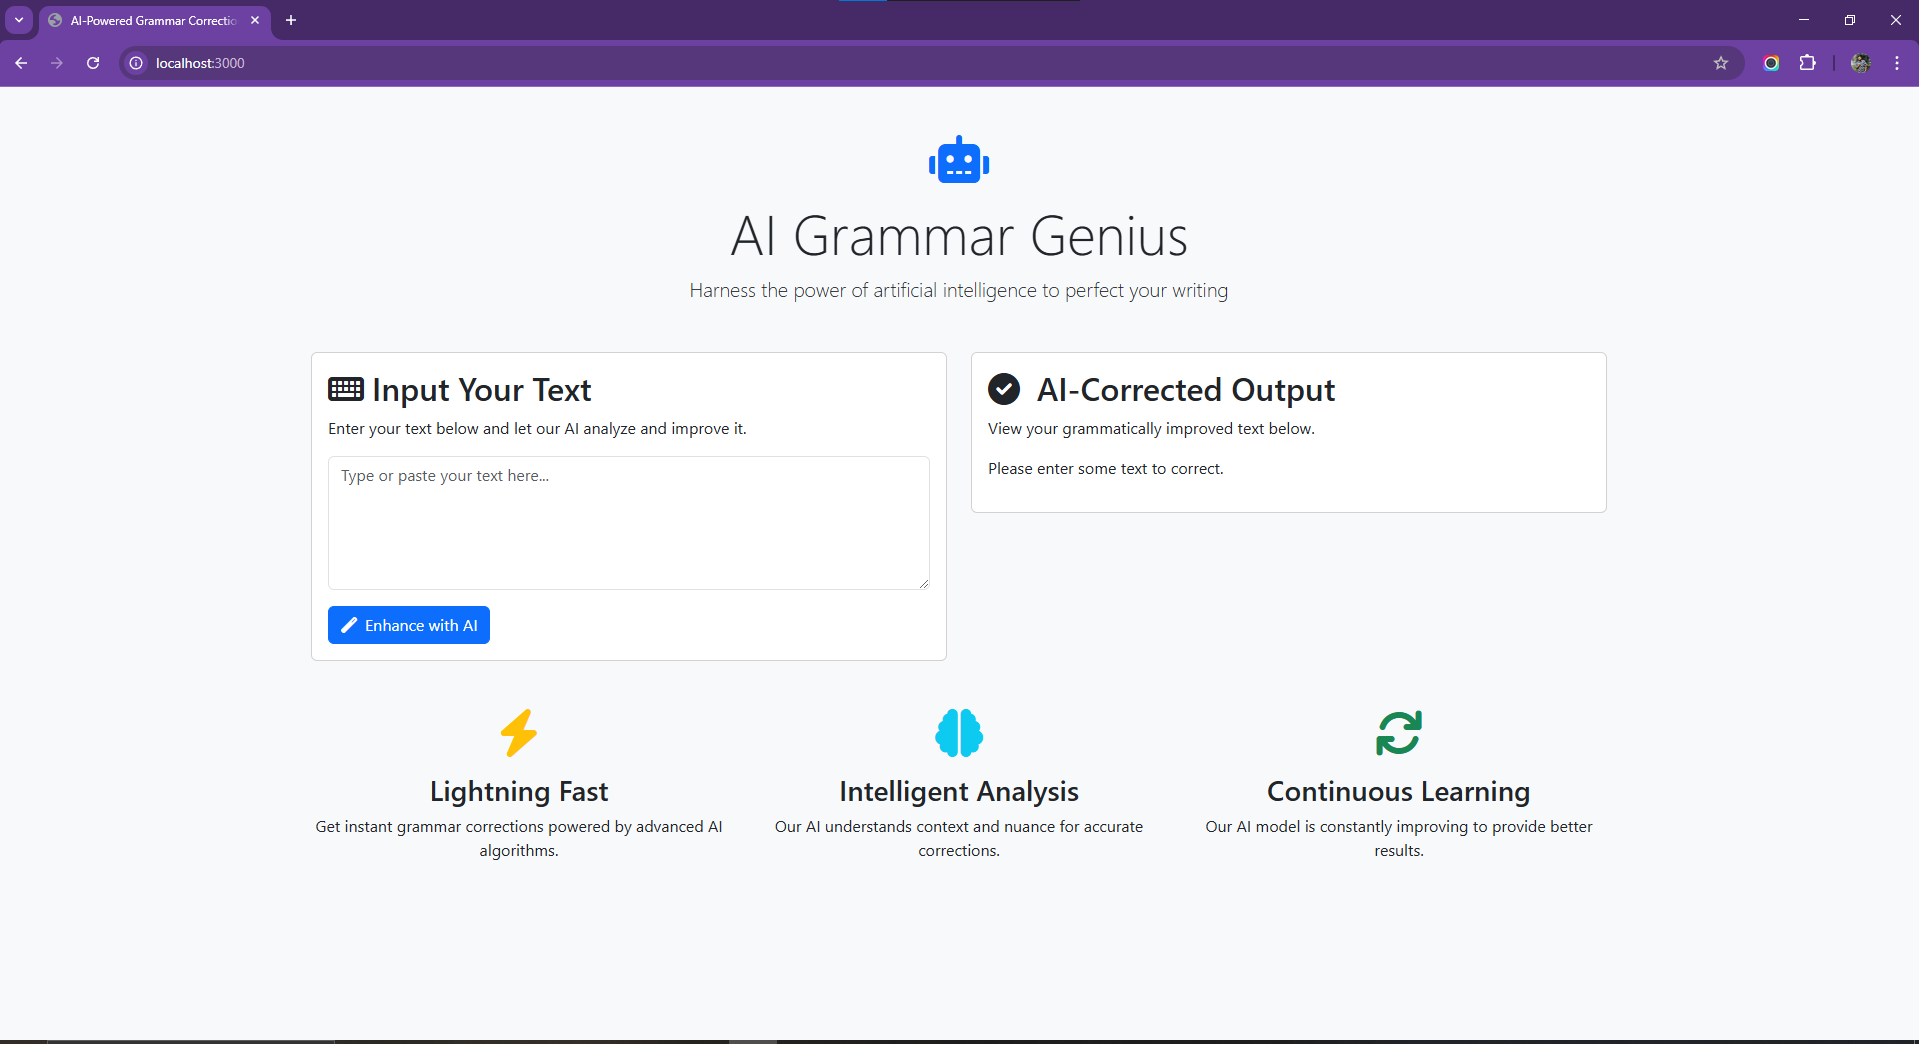 AI-Powered Grammar Correctio
localhost:3000
AI Grammar Genius
Harness the power of artificial intelligence to perfect your writing
Input Your Text
Enter your text below and let our AI analyze and improve it.
Type or paste your text here...
Enhance with AI
AI-Corrected Output
View your grammatically improved text below.
Please enter some text to correct.
Lightning Fast
Get instant grammar corrections powered by advanced AI
algorithms.
Intelligent Analysis
Our AI understands context and nuance for accurate
corrections.
Continuous Learning
Our AI model is constantly improving to provide better
results.